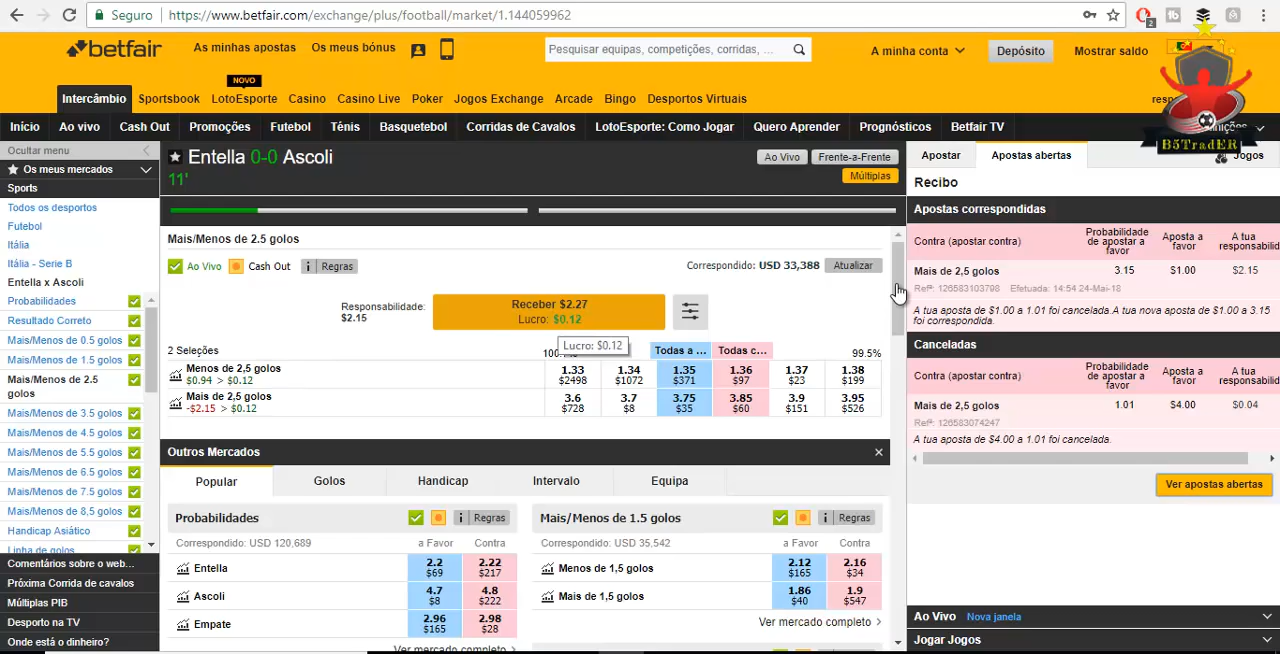 Seguro
https://www.betfair.com/exchange/plus/football/market/1.144059962
2
betfair
As minhas apostas
Os meus bónus
Pesquisar equipas, competições, corridas, ...
A minha conta
Depósito
Mostrar saldo
NOVO
Intercâmbio
Sportsbook
LotoEsporte
Casino
Casino Live
Poker
Jogos Exchange
Arcade
Bingo
Desportos Virtuais
resp
Início
Ao vivo
Cash Out
Promoções
Futebol
Ténis
Basquetebol
Corridas de Cavalos
LotoEsporte: Como Jogar
Quero Aprender
Prognósticos
Betfair TV
B5TradER
Ocultar menu
Os meus mercados
Sports
Todos os desportos
Futebol
Itália
Itália - Serie B
Entella x Ascoli
Probabilidades
Resultado Correto
Mais/Menos de 0.5 golos
Mais/Menos de 1.5 golos
Mais/Menos de 2.5
golos
Mais/Menos de 3.5 golos
Mais/Menos de 4.5 golos
Mais/Menos de 5.5 golos
Mais/Menos de 6.5 golos
Mais/Menos de 7.5 golos
Mais/Menos de 8,5 golos
Handicap Asiático
Linha de golos
Comentários sobre o web...
Próxima Corrida de cavalos
Múltiplas PIB
Desporto na TV
Onde está o dinheiro?
Entella 0-0 Ascoli
11'
Ao Vivo
Frente-a-Frente
Múltiplas
Mais/Menos de 2.5 golos
Ao Vivo
Cash Out
i Regras
Correspondido: USD 33,388
Atualizar
Responsabilidade:
$2.15
Receber $2.27
Lucro: $0.12
Lucro: $0.12
2 Seleções
Todas a ...
Todas c...
99.5%
Menos de 2,5 golos
$0.94 > $0.12
1.33 1.34 1.35 1.36 1.37 1.38
$2498 $1072 $371 $97 $23 $199
Mais de 2,5 golos
-$2.15 > $0.12
3.6 3.7 3.75 3.85 3.9 3.95
$728 $8 $35 $60 $151 $526
Outros Mercados
Popular
Golos
Handicap
Intervalo
Equipa
Probabilidades
i Regras
Correspondido: USD 120,689
a Favor
Contra
Entella
2.2 2.22
$69 $217
Ascoli
4.7 4.8
$8 $222
Empate
2.96 2.98
$165 $28
Ver mercado completo
Mais/Menos de 1.5 golos
i Regras
Correspondido: USD 35,542
a Favor
Contra
Menos de 1,5 golos
2.12 2.16
$165 $34
Mais de 1,5 golos
1.86 1.9
$40 $547
Ver mercado completo
Apostar
Apostas abertas
Jogos
Recibo
Apostas correspondidas
Contra (apostar contra)
Probabilidade
de apostar a
favor
Aposta a
favor
A tua
responsabilid
Mais de 2,5 golos
3.15
$1.00
$2.15
Refª: 126583103798 Efetuada: 14:54 24-Mai-18
A tua aposta de $1.00 a 1.01 foi cancelada.A tua nova aposta de $1.00 a 3.15
foi correspondida.
Canceladas
Contra (apostar contra)
Probabilidade
de apostar a
favor
Aposta a
favor
A tua
responsabilid
Mais de 2,5 golos
1.01
$4.00
$0.04
Refª: 126583074247
A tua aposta de $4.00 a 1.01 foi cancelada.
Ver apostas abertas
Ao Vivo
Nova janela
Jogar Jogos